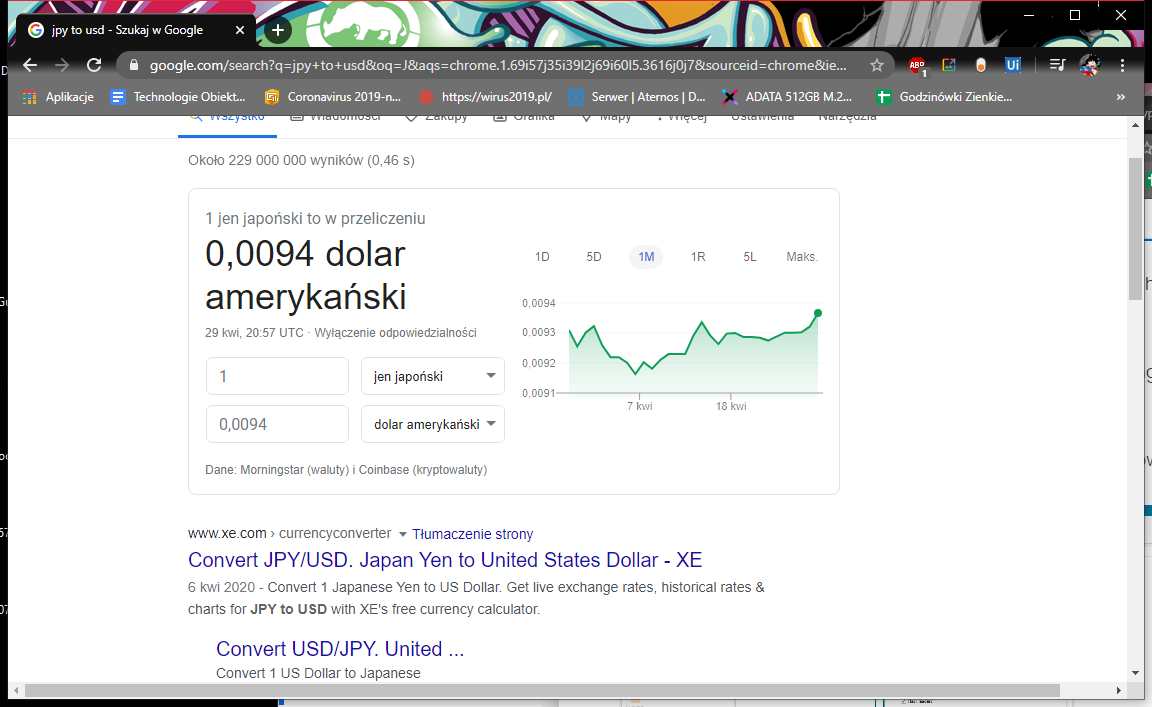 jpy to usd - Szukaj w Google
google.com/search?q=jpy+to+usd&oq=J&aqs=chrome.1.69i57j35i39l2j69i60l5.3616j0j7&sourceid=chrome&ie...
ABP
1
Ui
Aplikacje
Technologie Obiekt...
Coronavirus 2019-n...
https://wirus2019.pl/
Serwer | Aternos | D...
ADATA 512GB M.2...
Godzinówki Zienkie...
»
Wszystko
Wiadomości
Zakupy
Grafika
Mapy
Więcej
Ustawienia
Narzędzia
Około 229 000 000 wyników (0,46 s)
1 jen japoński to w przeliczeniu
0,0094 dolar
amerykański
29 kwi, 20:57 UTC · Wyłączenie odpowiedzialności
1
jen japoński
0,0094
dolar amerykański
1D
5D
1M
1R
5L
Maks.
0,0094
0,0093
0,0092
0,0091
7 kwi
18 kwi
Dane: Morningstar (waluty) i Coinbase (kryptowaluty)
www.xe.com › currencyconverter
Tłumaczenie strony
Convert JPY/USD. Japan Yen to United States Dollar - XE
6 kwi 2020 - Convert 1 Japanese Yen to US Dollar. Get live exchange rates, historical rates &
charts for JPY to USD with XE's free currency calculator.
Convert USD/JPY. United ...
Convert 1 US Dollar to Japanese